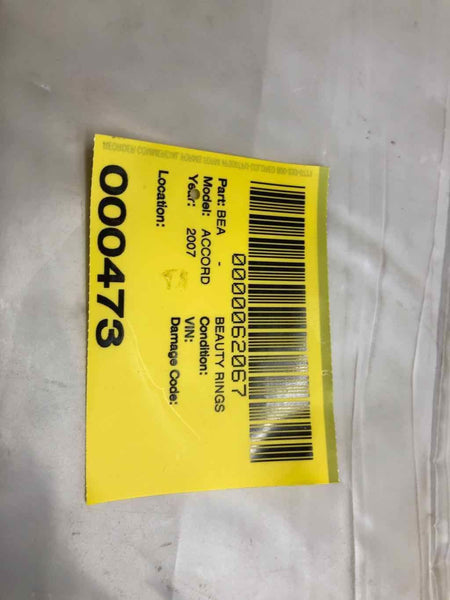 0000062067
Part: BEA - BEAUTY RINGS
Model: ACCORD Condition:
Year: 2007 VIN:
Damage Code:
Location:
000473